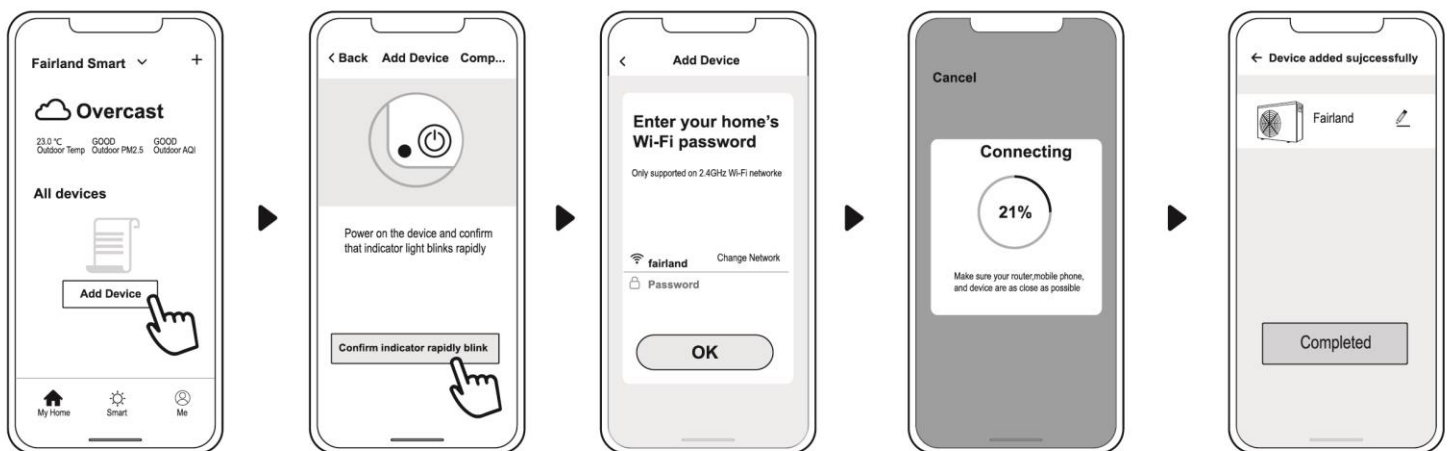 Fairland Smart
+
Overcast
23.0 ℃ GOOD GOOD
Outdoor Temp Outdoor PM2.5 Outdoor AQI
All devices
Add Device
My Home Smart Me
< Back Add Device Comp...
Power on the device and confirm
that indicator light blinks rapidly
Confirm indicator rapidly blink
< Add Device
Enter your home's
Wi-Fi password
Only supported on 2.4GHz Wi-Fi networke
fairland Change Network
Password
OK
Cancel
Connecting
21%
Make sure your router,mobile phone,
and device are as close as possible
← Device added sujccessfully
Fairland
Completed